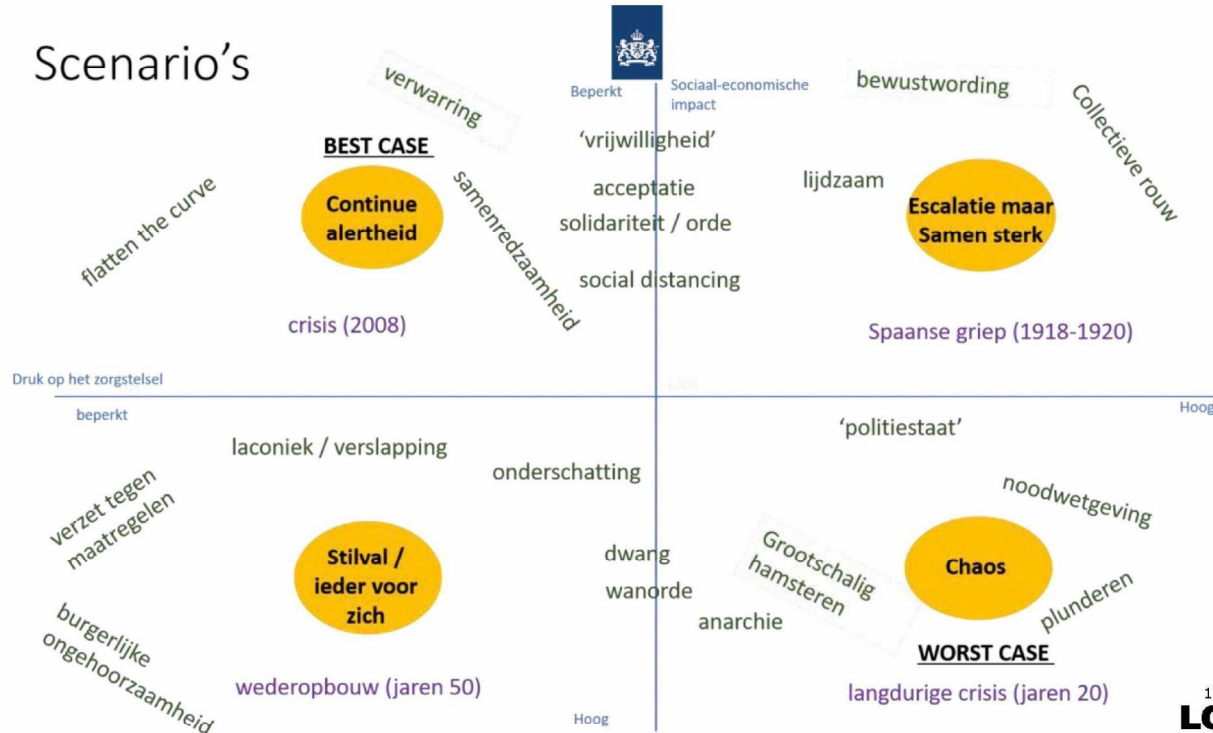 Scenario's
verwarring
Beperkt
Sociaal-economische
impact
bewustwording
Collectieve rouw
BEST CASE
'vrijwilligheid'
flatten the curve
Continue
alertheid
samenredzaamheid
acceptatie
solidariteit / orde
social distancing
lijdzaam
Escalatie maar
Samen sterk
crisis (2008)
Spaanse griep (1918-1920)
Druk op het zorgstelsel
beperkt
Hoog
laconiek / verslapping
onderschatting
'politiestaat'
noodwetgeving
verzet tegen
maatregelen
Stilval /
ieder voor
zich
dwang
wanorde
anarchie
Grootschalig
hamsteren
Chaos
plunderen
burgerlijke
ongehoorzaamheid
WORST CASE
wederopbouw (jaren 50)
langdurige crisis (jaren 20)
Hoog
1